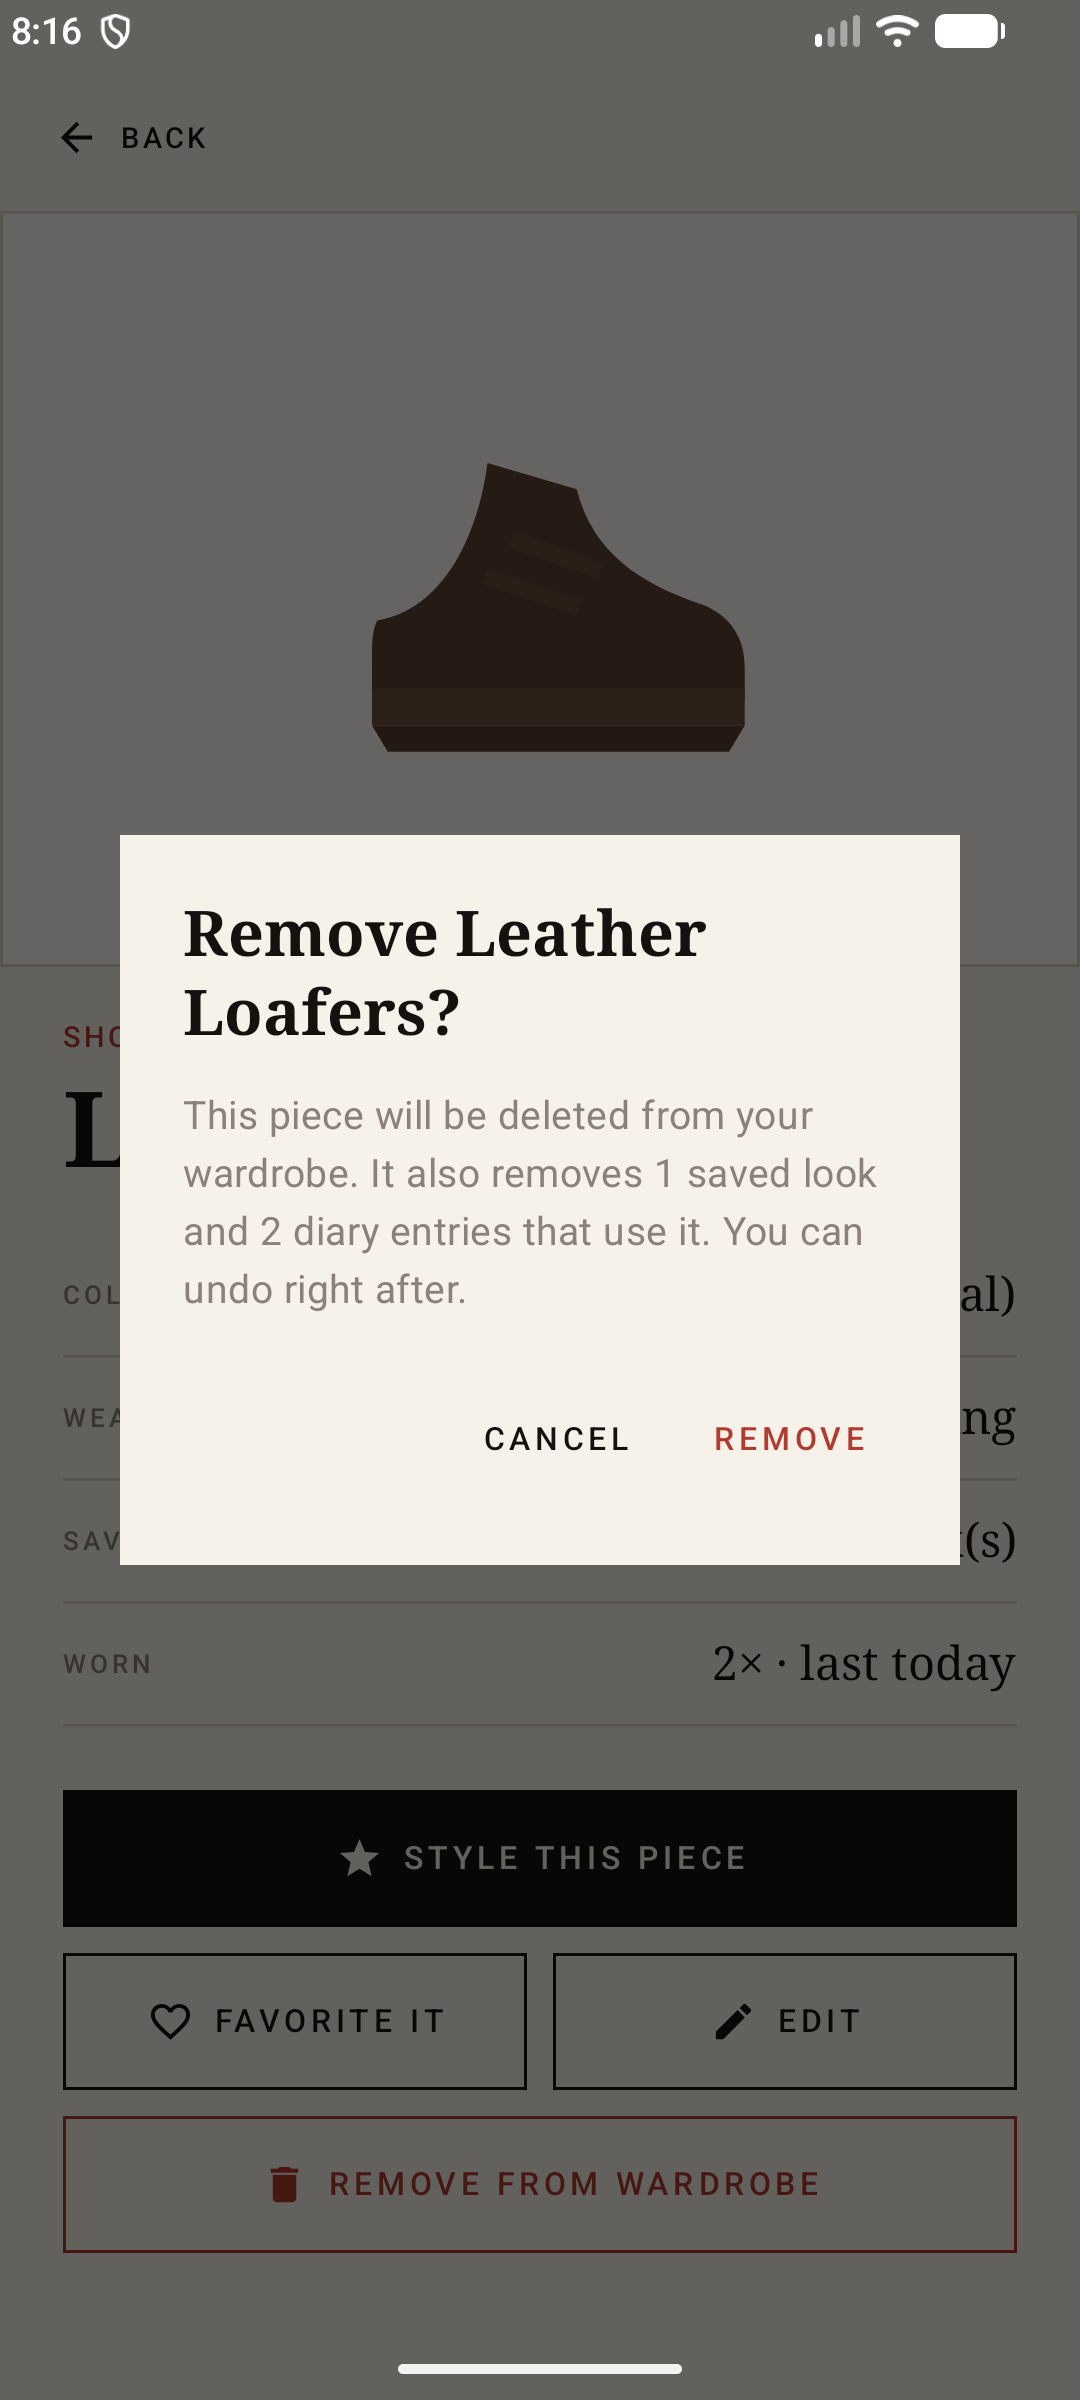 8:16
BACK
Remove Leather
Loafers?
This piece will be deleted from your
wardrobe. It also removes 1 saved look
and 2 diary entries that use it. You can
undo right after.
CANCEL REMOVE
WORN 2× · last today
STYLE THIS PIECE
FAVORITE IT EDIT
REMOVE FROM WARDROBE